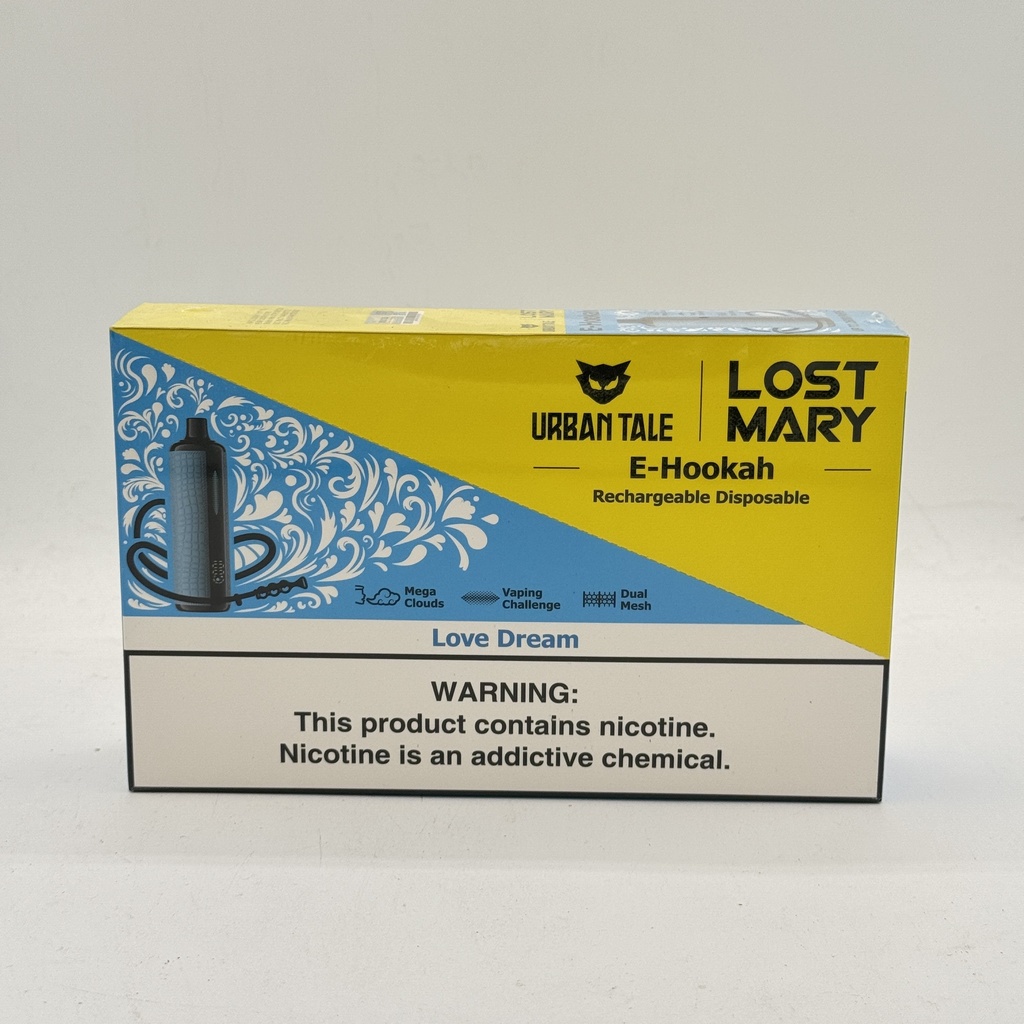 URBAN TALE
LOST
MARY
E-Hookah
Rechargeable Disposable
Mega
Clouds
Vaping
Challenge
Dual
Mesh
Love Dream
WARNING:
This product contains nicotine.
Nicotine is an addictive chemical.